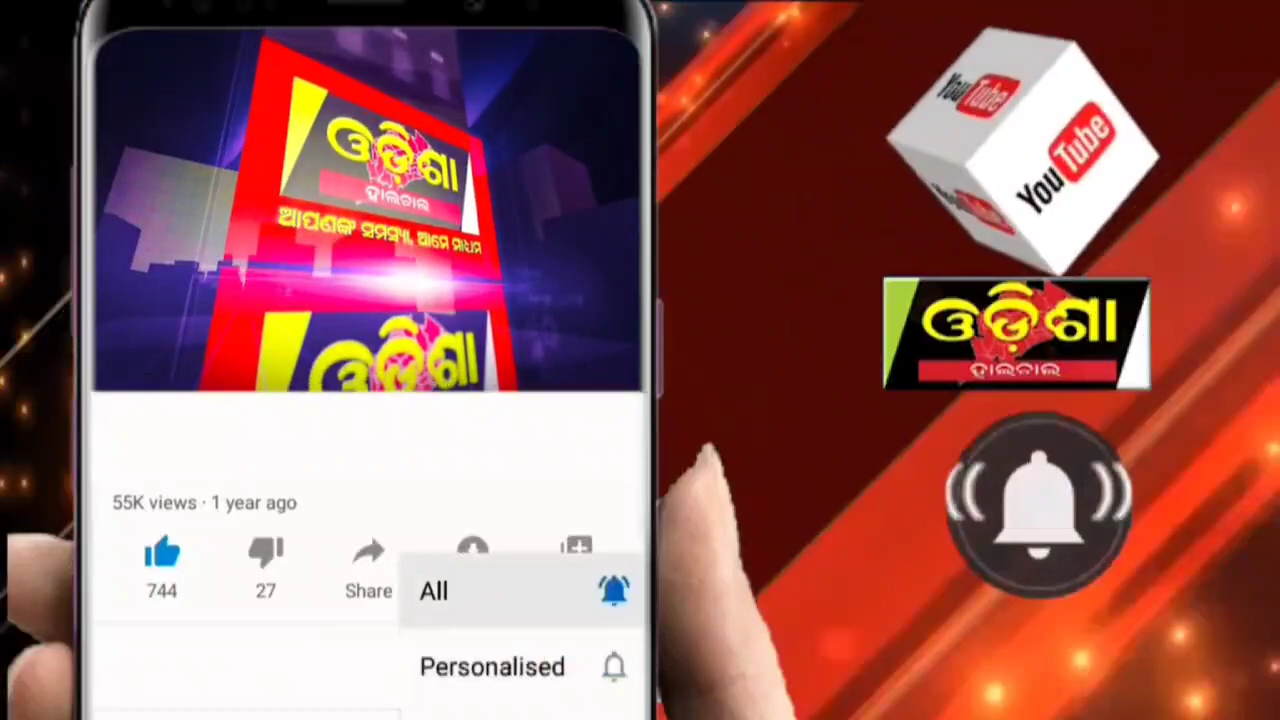 ଓଡ଼ିଶା
ହାଲଚାଲ
ଆପଣଙ୍କ ସମସ୍ୟା, ଆମେ ମାଧ୍ୟମ
ଓଡ଼ିଶା
55K views · 1 year ago
744
27
Share
All
Personalised
YouTube
YouTube
YouTube
ଓଡ଼ିଶା
ହାଲଚାଲ